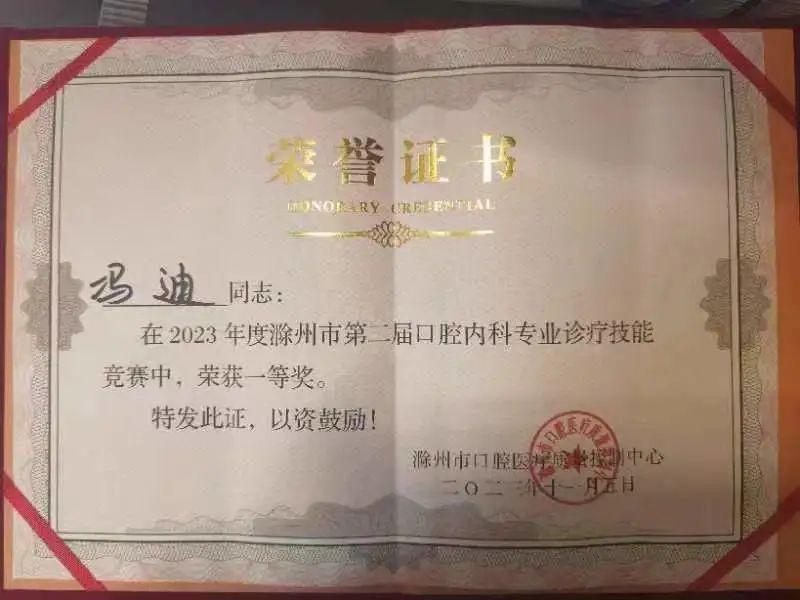 荣誉证书
HONORARY CREDENTIAL
冯迪 同志：
在2023年度滁州市第二届口腔内科专业诊疗技能
竞赛中，荣获一等奖。
特发此证，以资鼓励！
滁州市口腔医疗质量控制中心
二〇二三年十一月五日